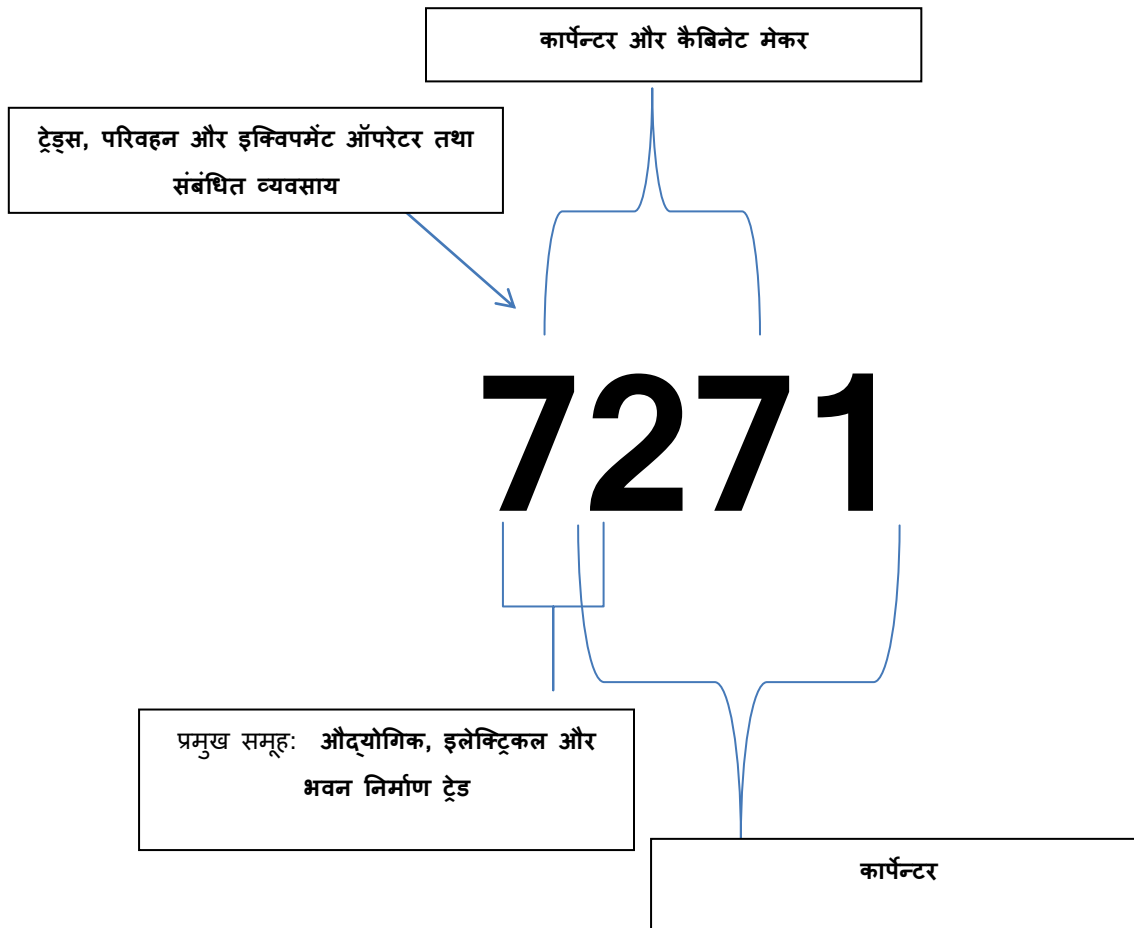 कार्पेन्टर और कैबिनेट मेकर
ट्रेड्स, परिवहन और इक्विपमेंट ऑपरेटर तथा
संबंधित व्यवसाय
7271
प्रमुख समूह: औद्योगिक, इलेक्ट्रिकल और
भवन निर्माण ट्रेड
कार्पेन्टर